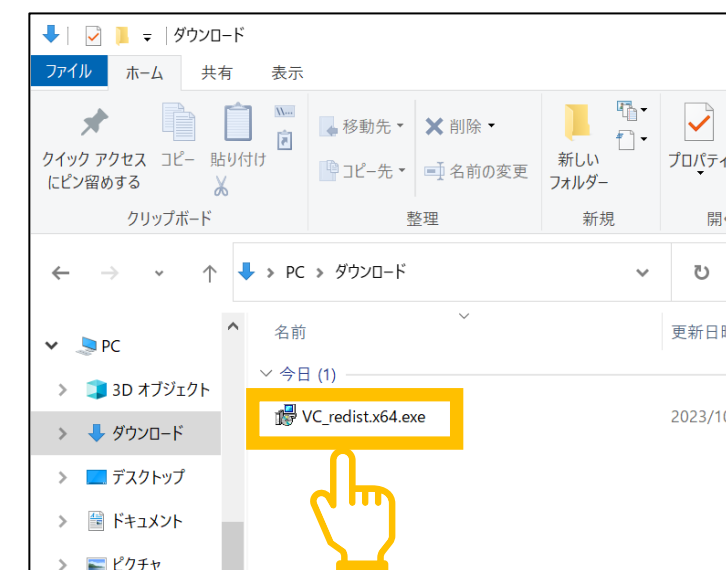 ダウンロード
ファイル ホーム 共有 表示
クイック アクセス
にピン留めする
コピー
貼り付け
移動先
コピー先
削除
名前の変更
新しい
フォルダー
プロパティ
クリップボード 整理 新規 開く
PC ダウンロード
名前 更新日時
PC
今日 (1)
3D オブジェクト
VC_redist.x64.exe 2023/10
ダウンロード
デスクトップ
ドキュメント
ピクチャ